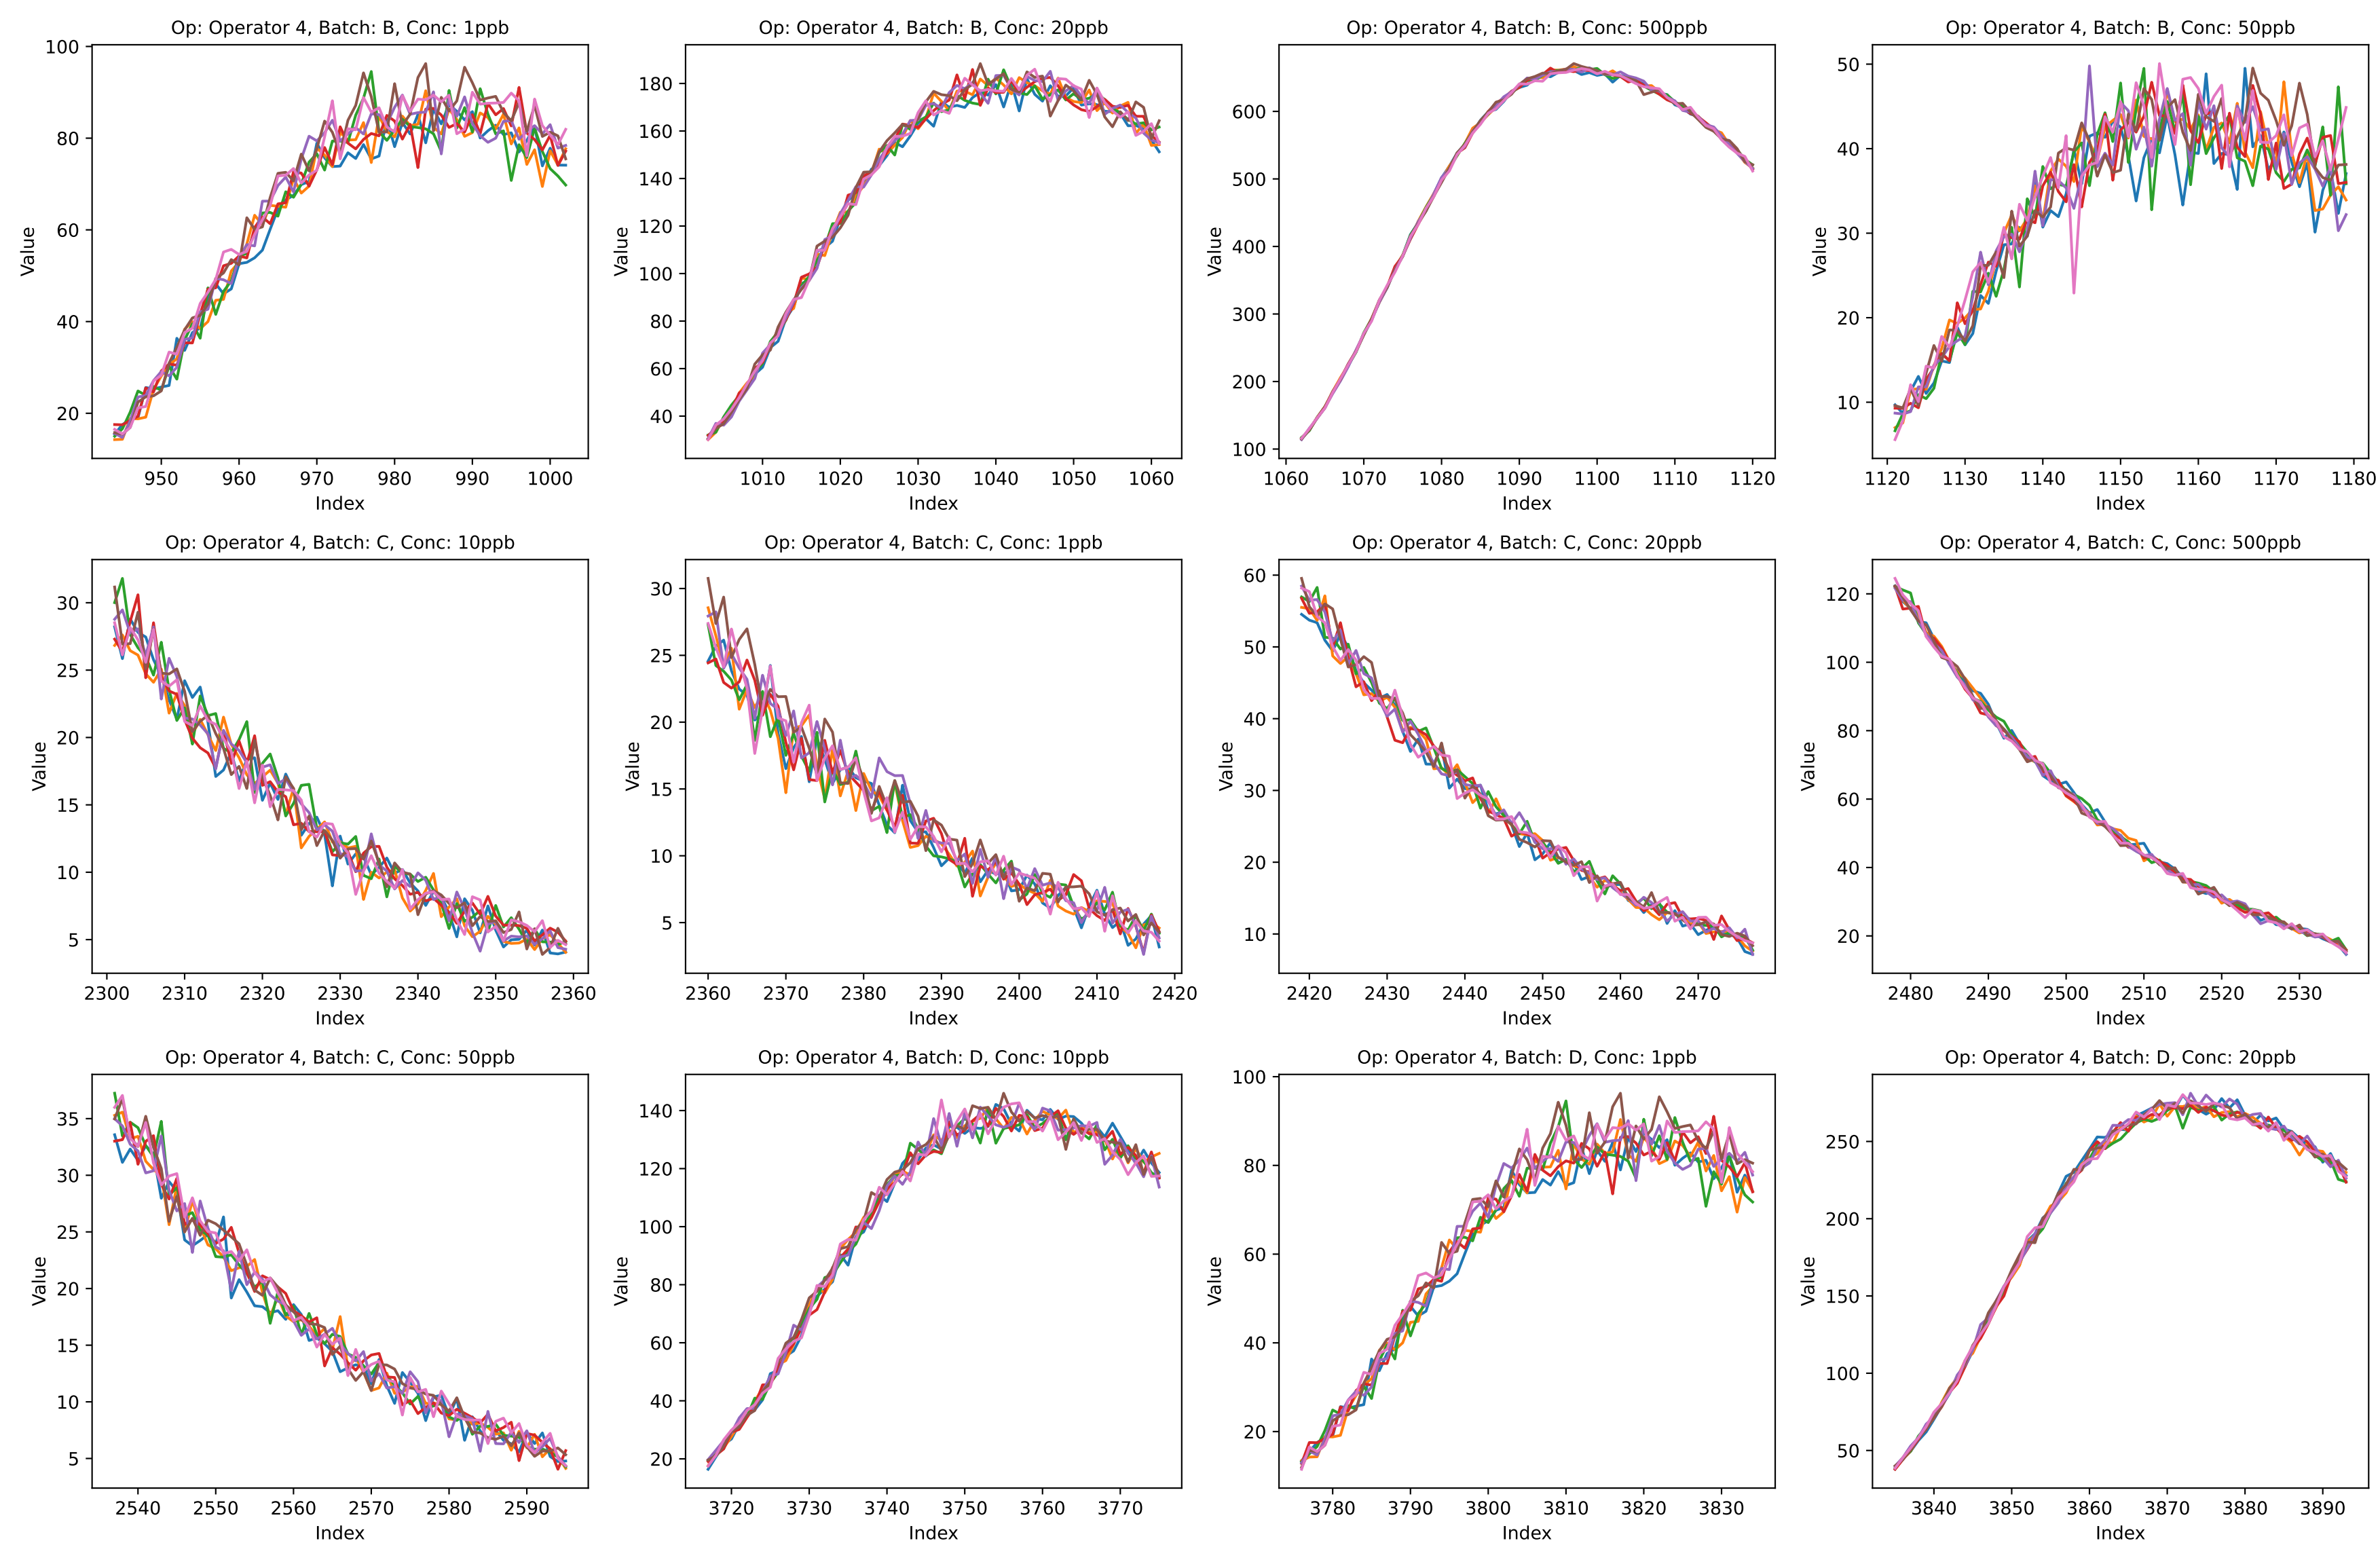 Op: Operator 4, Batch: B, Conc: 1ppb
Value
100
80
60
40
20
950 960 970 980 990 1000
Index
Op: Operator 4, Batch: B, Conc: 20ppb
Value
180
160
140
120
100
80
60
40
1010 1020 1030 1040 1050 1060
Index
Op: Operator 4, Batch: B, Conc: 500ppb
Value
600
500
400
300
200
100
1060 1070 1080 1090 1100 1110 1120
Index
Op: Operator 4, Batch: B, Conc: 50ppb
Value
50
40
30
20
10
1120 1130 1140 1150 1160 1170 1180
Index
Op: Operator 4, Batch: C, Conc: 10ppb
Value
30
25
20
15
10
5
2300 2310 2320 2330 2340 2350 2360
Index
Op: Operator 4, Batch: C, Conc: 1ppb
Value
30
25
20
15
10
5
2360 2370 2380 2390 2400 2410 2420
Index
Op: Operator 4, Batch: C, Conc: 20ppb
Value
60
50
40
30
20
10
2420 2430 2440 2450 2460 2470
Index
Op: Operator 4, Batch: C, Conc: 500ppb
Value
120
100
80
60
40
20
2480 2490 2500 2510 2520 2530
Index
Op: Operator 4, Batch: C, Conc: 50ppb
Value
35
30
25
20
15
10
5
2540 2550 2560 2570 2580 2590
Index
Op: Operator 4, Batch: D, Conc: 10ppb
Value
140
120
100
80
60
40
20
3720 3730 3740 3750 3760 3770
Index
Op: Operator 4, Batch: D, Conc: 1ppb
Value
100
80
60
40
20
3780 3790 3800 3810 3820 3830
Index
Op: Operator 4, Batch: D, Conc: 20ppb
Value
250
200
150
100
50
3840 3850 3860 3870 3880 3890
Index